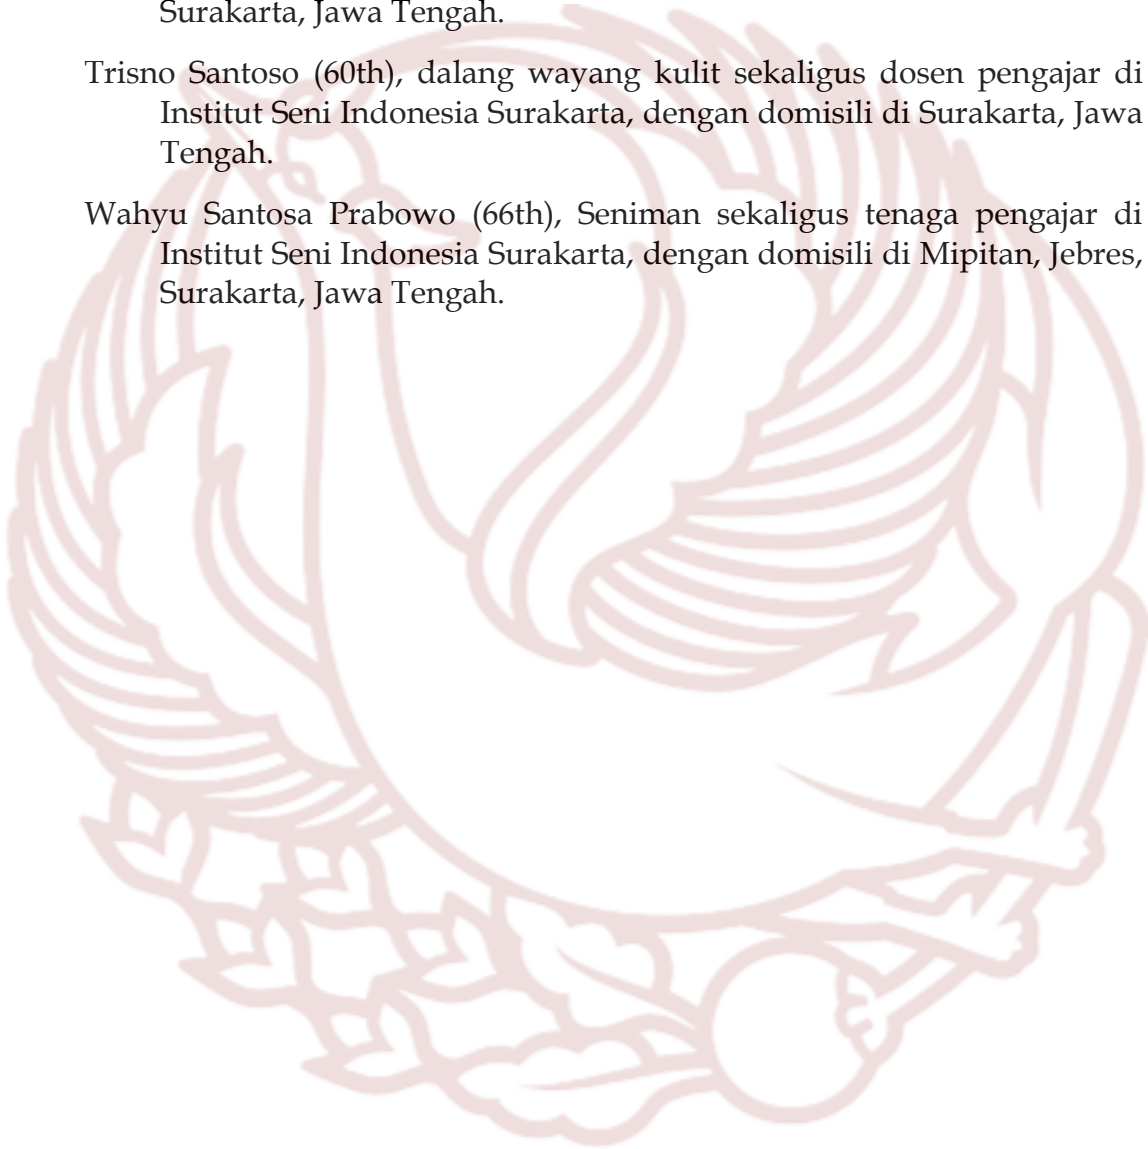 Surakarta, Jawa Tengah.
Trisno Santoso (60th), dalang wayang kulit sekaligus dosen pengajar di
Institut Seni Indonesia Surakarta, dengan domisili di Surakarta, Jawa
Tengah.
Wahyu Santosa Prabowo (66th), Seniman sekaligus tenaga pengajar di
Institut Seni Indonesia Surakarta, dengan domisili di Mipitan, Jebres,
Surakarta, Jawa Tengah.